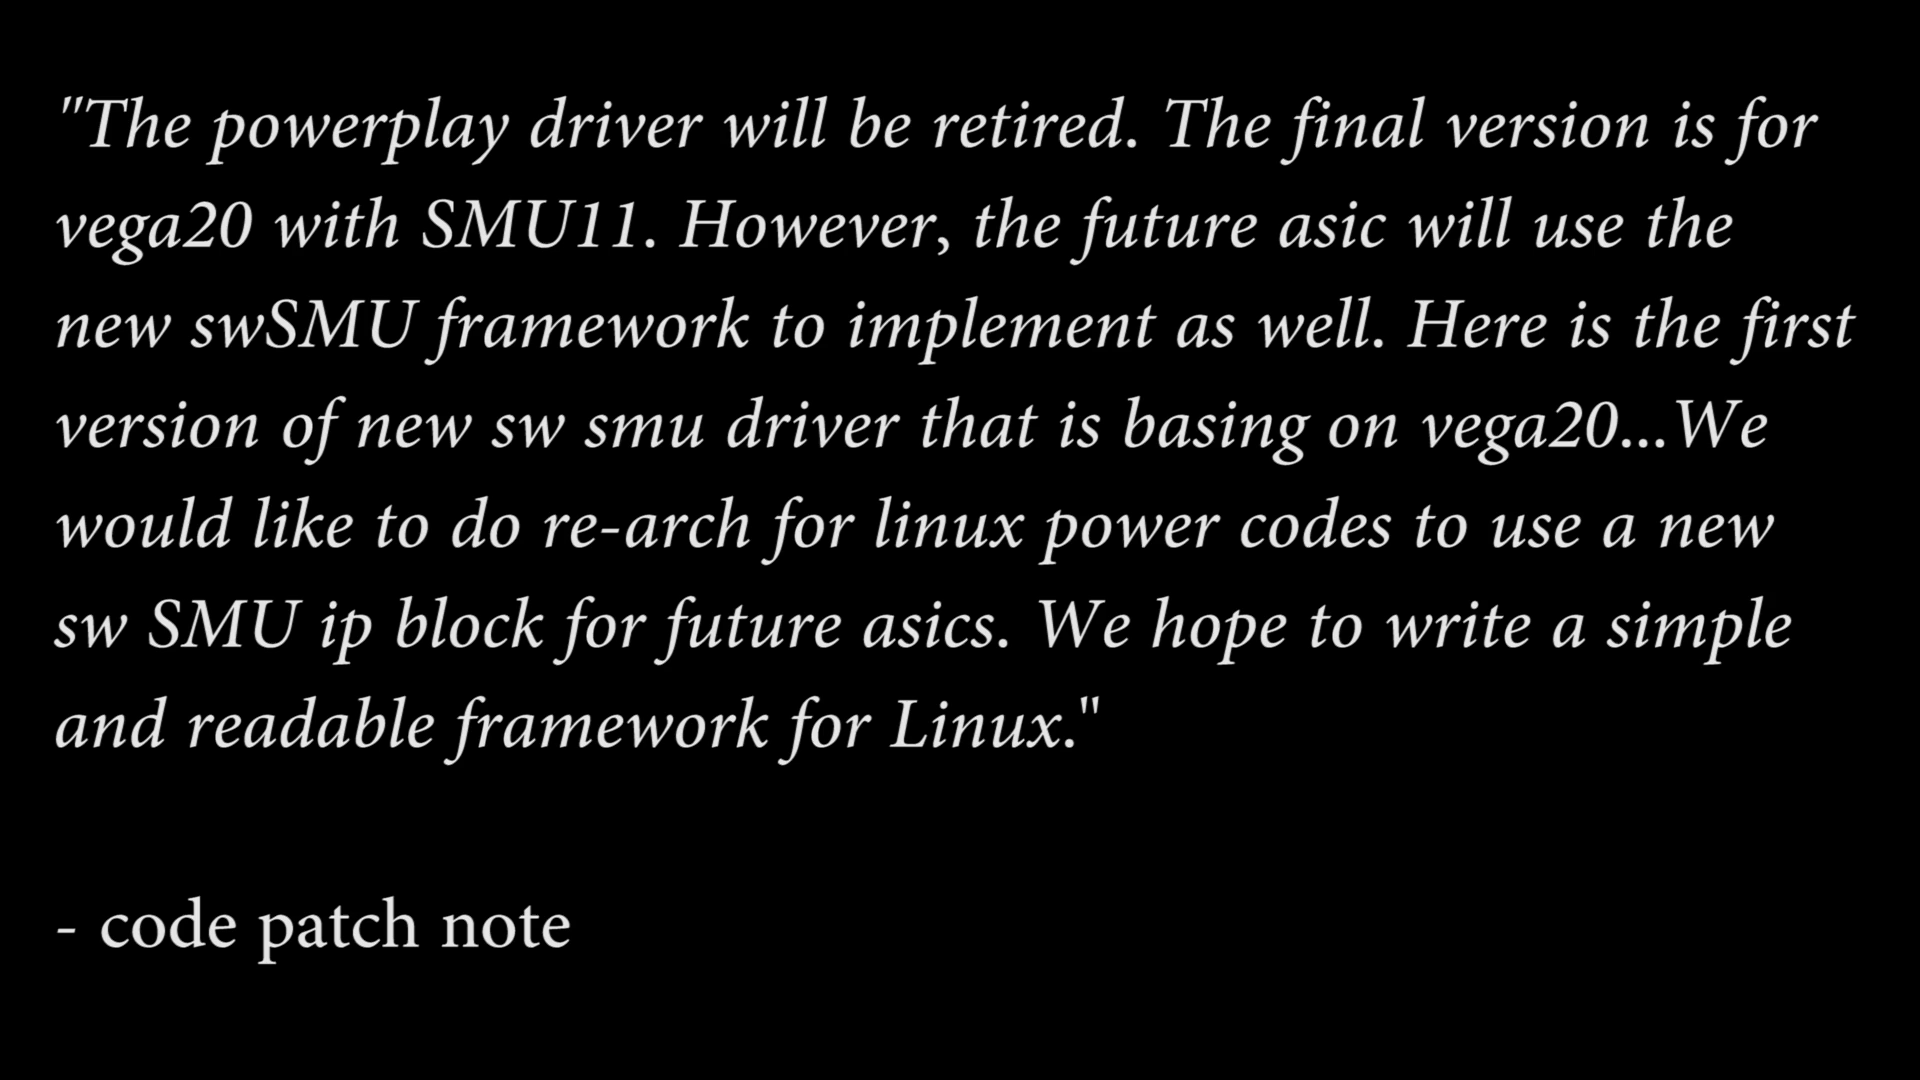 "The powerplay driver will be retired. The final version is for
vega20 with SMU11. However, the future asic will use the
new swSMU framework to implement as well. Here is the first
version of new sw smu driver that is basing on vega20...We
would like to do re-arch for linux power codes to use a new
sw SMU ip block for future asics. We hope to write a simple
and readable framework for Linux."
- code patch note